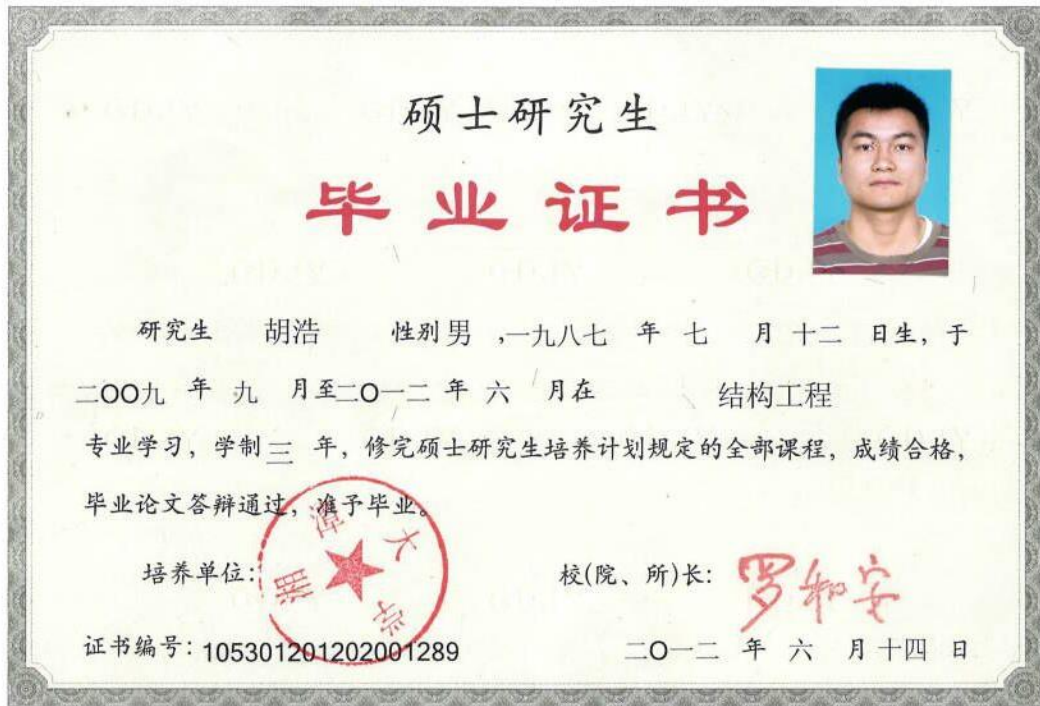 硕士研究生
毕业证书
研究生 胡浩 性别 男 ,一九八七 年 七 月 十二 日生，于
二OO九 年 九 月至二O一二 年 六 月在 结构工程
专业学习，学制 三 年，修完硕士研究生培养计划规定的全部课程，成绩合格，
毕业论文答辩通过，准予毕业。
湘潭大学
培养单位： 校(院、所)长: 罗和安
证书编号：105301201202001289 二O一二 年 六 月 十四 日